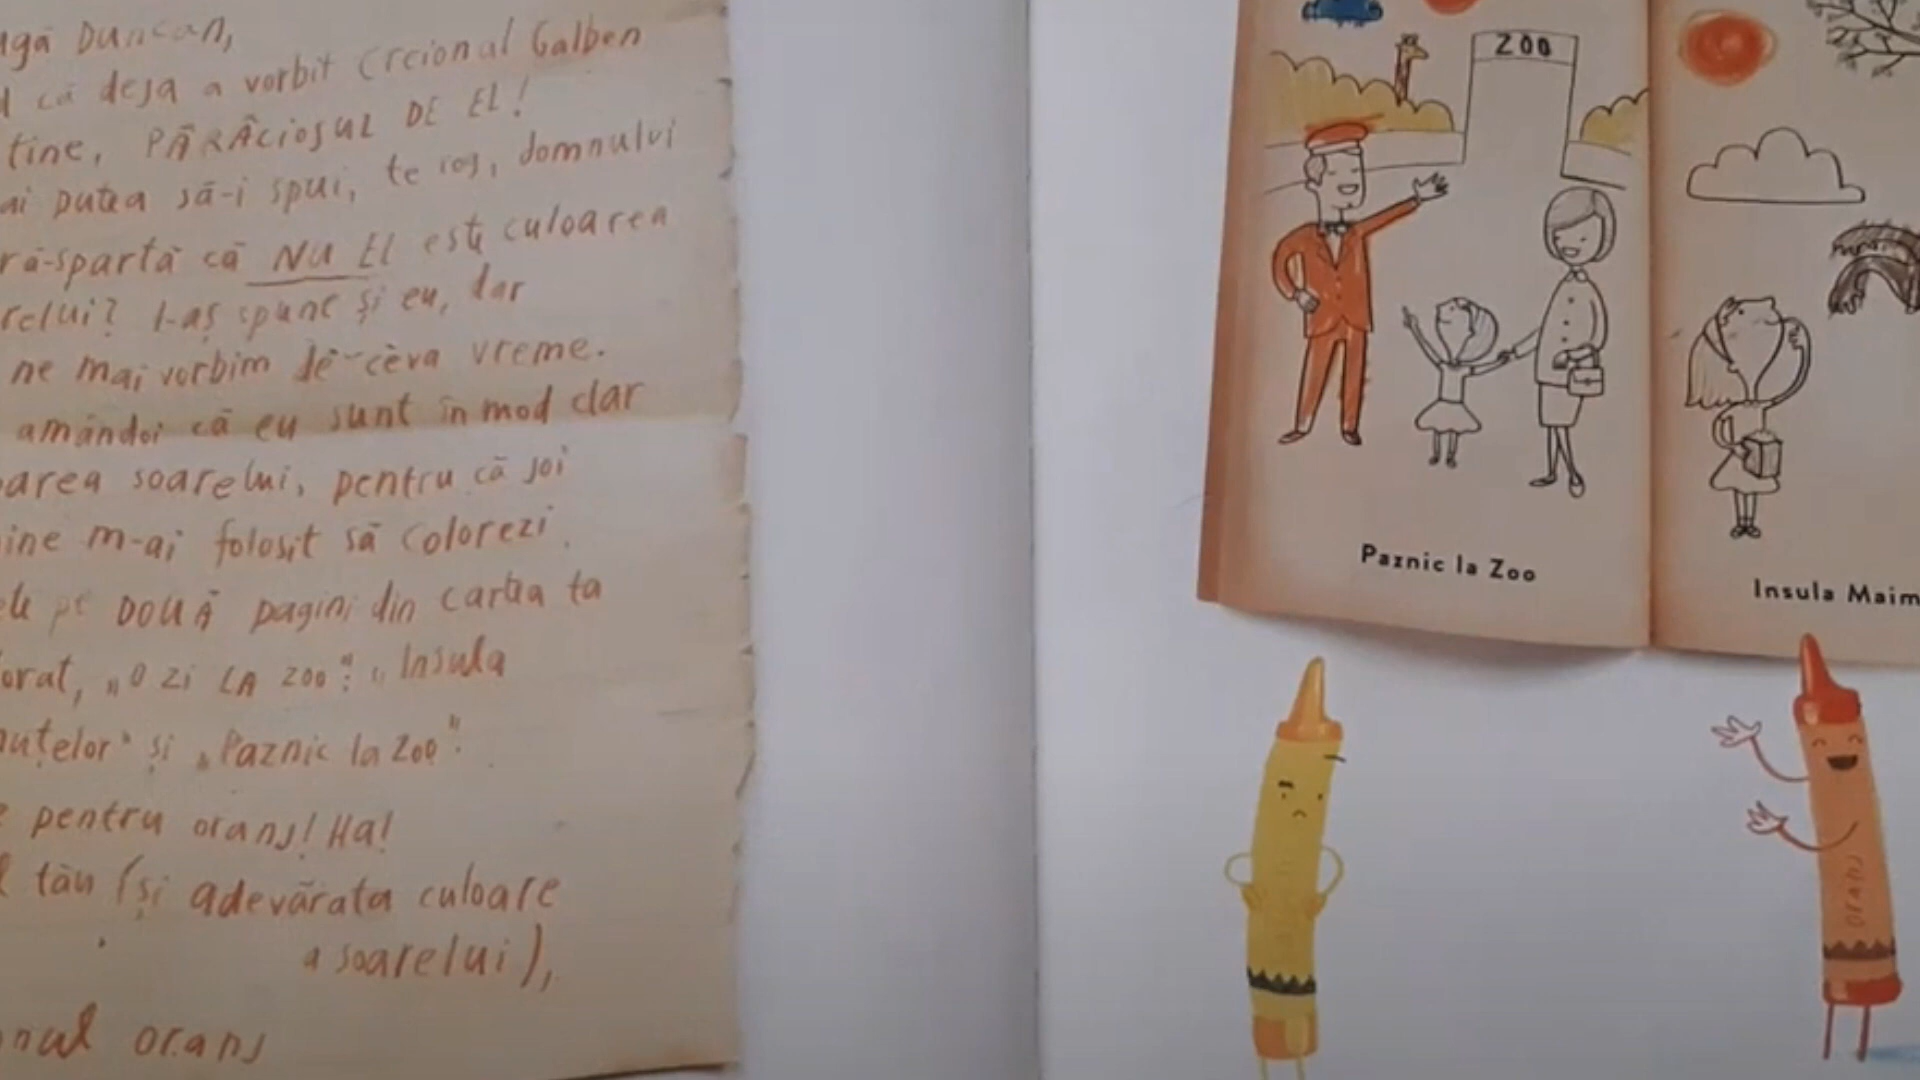 Duncan,
că deja a vorbit Creionul Galben
tine, PÂRÂCIOSUL DE EL!
ai putea să-i spui, te rog, domnului
ră-spartă că NU EL este culoarea
relui? I-aș spune și eu, dar
ne mai vorbim de-ceva vreme.
amândoi că eu sunt în mod clar
area soarelui, pentru că joi
ine m-ai folosit să colorezi
pe DOUĂ pagini din cartea ta
orat, „O ZI LA ZOO": „Insula
uțelor" și „Paznic la Zoo".
pentru oranj! Ha!
tău (și adevărata culoare
a soarelui),
nul oranj
ZOO
Paznic la Zoo
Insula Maim
oranj